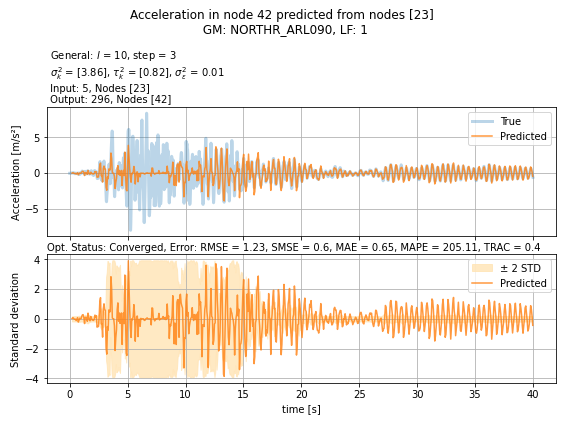 Acceleration in node 42 predicted from nodes [23]
GM: NORTHR_ARL090, LF: 1
General: l = 10, step = 3
σ²ₖ = [3.86], τ²ₖ = [0.82], σ²ε = 0.01
Input: 5, Nodes [23]
Output: 296, Nodes [42]
True
Predicted
5
0
−5
Acceleration [m/s²]
Opt. Status: Converged, Error: RMSE = 1.23, SMSE = 0.6, MAE = 0.65, MAPE = 205.11, TRAC = 0.4
± 2 STD
Predicted
4
2
0
−2
−4
Standard deviation
0 5 10 15 20 25 30 35 40
time [s]